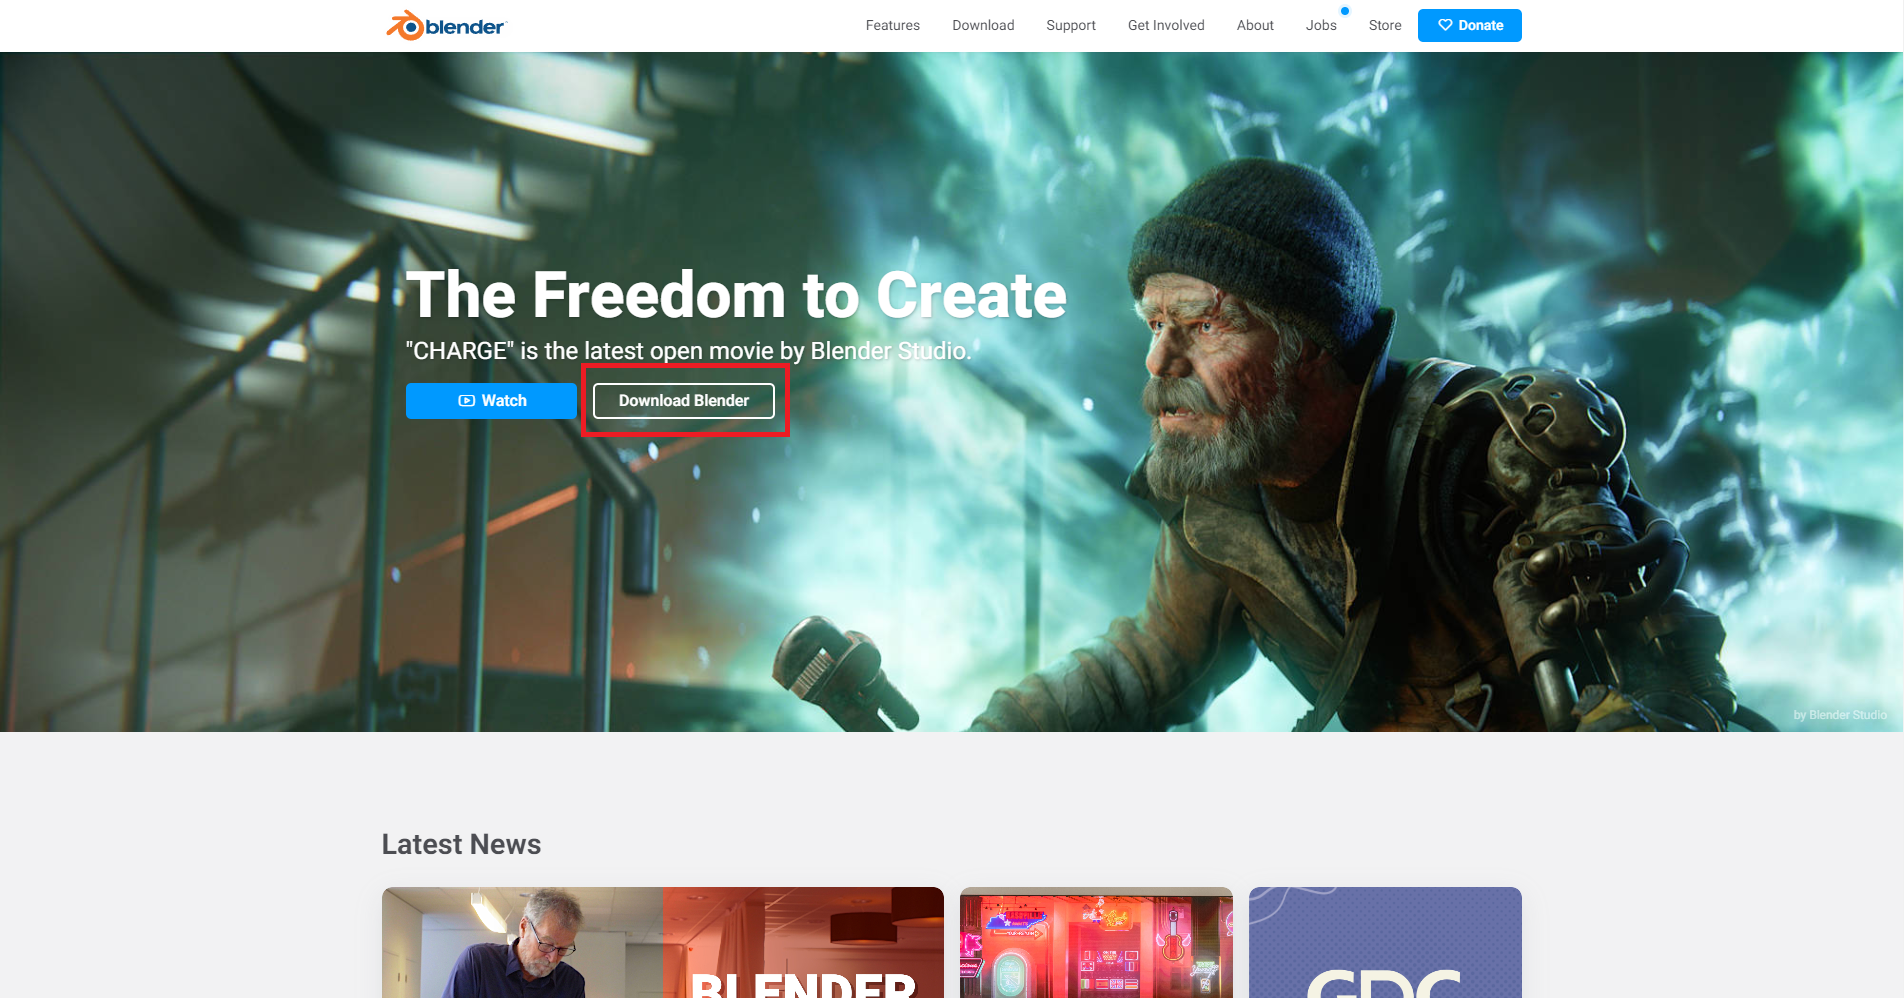 blender
Features Download Support Get Involved About Jobs Store Donate
The Freedom to Create
"CHARGE" is the latest open movie by Blender Studio.
Watch Download Blender
by Blender Studio
Latest News
BLENDER
GDC